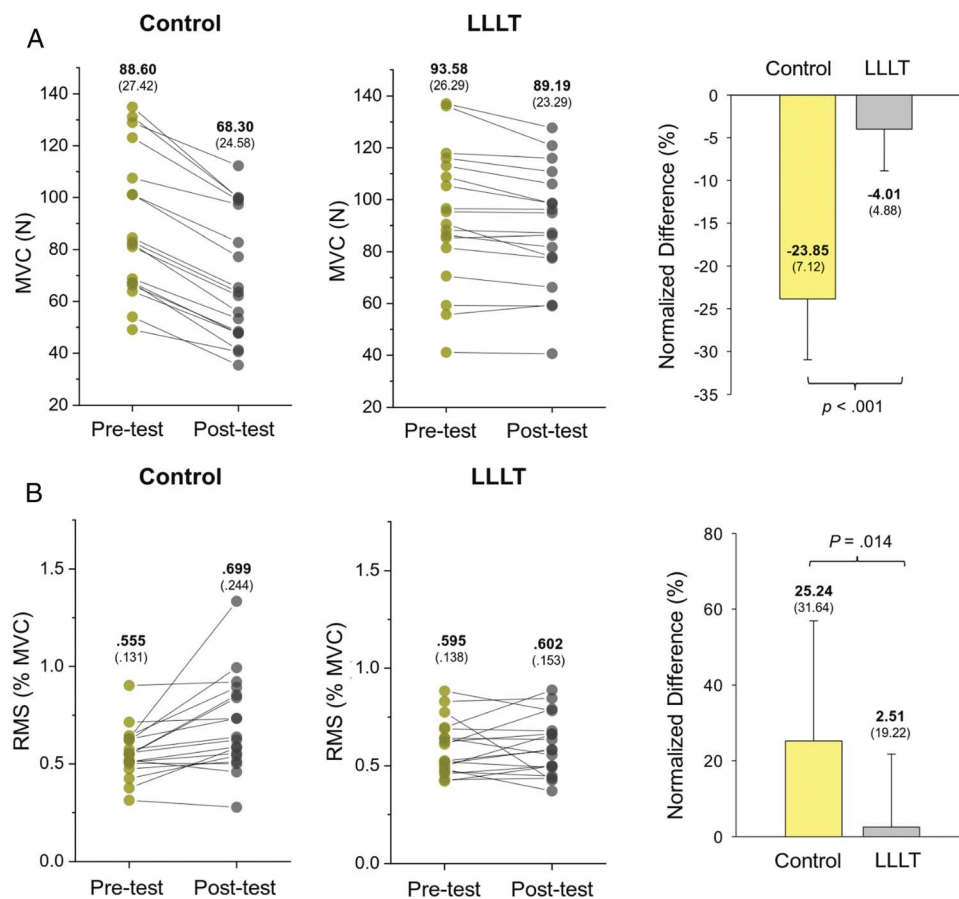 A
Control
LLLT
88.60
(27.42)
68.30
(24.58)
93.58
(26.29)
89.19
(23.29)
MVC (N)
140
120
100
80
60
40
20
Pre-test
Post-test
MVC (N)
140
120
100
80
60
40
20
Pre-test
Post-test
Control
LLLT
Normalized Difference (%)
0
-5
-10
-15
-20
-25
-30
-35
-4.01
(4.88)
-23.85
(7.12)
p < .001
B
Control
LLLT
RMS (% MVC)
1.5
1.0
0.5
0.0
.555
(.131)
.699
(.244)
Pre-test
Post-test
RMS (% MVC)
1.5
1.0
0.5
0.0
.595
(.138)
.602
(.153)
Pre-test
Post-test
Normalized Difference (%)
80
60
40
20
0
P = .014
25.24
(31.64)
2.51
(19.22)
Control
LLLT